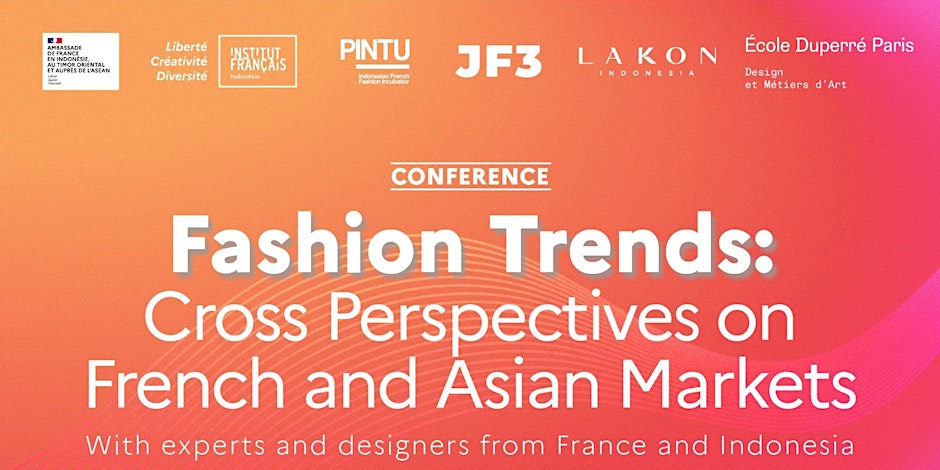 AMBASSADE
DE FRANCE
EN INDONÉSIE,
AU TIMOR ORIENTAL
ET AUPRÈS DE L'ASEAN
Liberté
Créativité
Diversité
INSTITUT
FRANÇAIS
Indonésie
PINTU
Indonesian French
Fashion Incubator
JF3
LAKON
INDONESIA
École Duperré Paris
Design
et Métiers d'Art
CONFERENCE
Fashion Trends:
Cross Perspectives on
French and Asian Markets
With experts and designers from France and Indonesia